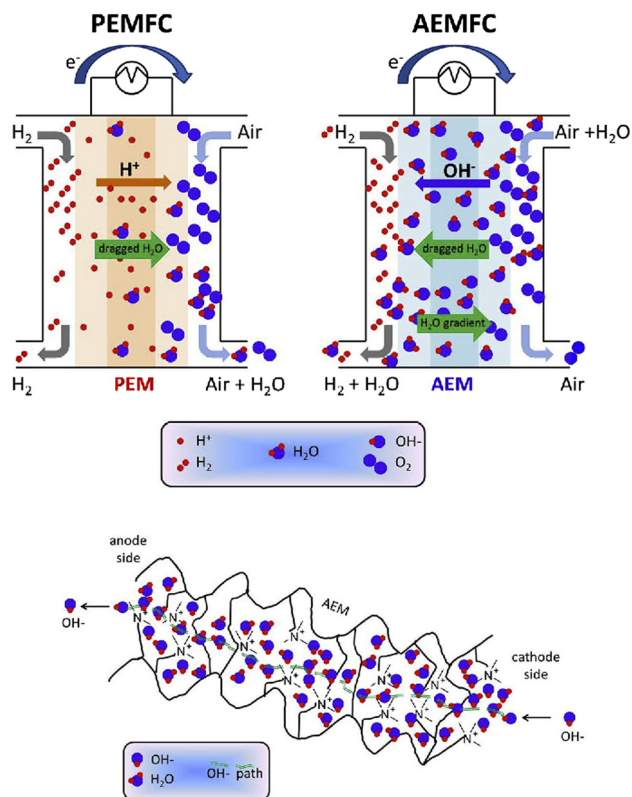 PEMFC
e⁻
H₂
Air
H⁺
dragged H₂O
H₂
PEM
Air + H₂O
AEMFC
e⁻
H₂
Air +H₂O
OH⁻
dragged H₂O
H₂O gradient
H₂ + H₂O
AEM
Air
H⁺
H₂
H₂O
OH-
O₂
anode
side
AEM
OH-
N⁺
N⁺
N⁺
N⁺
N⁺
N⁺
N⁺
N⁺
N⁺
N⁺
N⁺
N⁺
N⁺
cathode
side
OH-
OH-
H₂O
OH- path